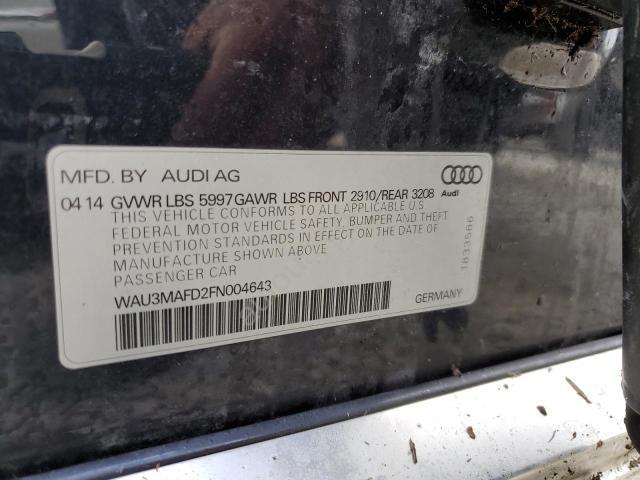 MFD. BY AUDI AG
Audi
04 14 GVWR LBS 5997 GAWR LBS FRONT 2910/REAR 3208
THIS VEHICLE CONFORMS TO ALL APPLICABLE U.S
FEDERAL MOTOR VEHICLE SAFETY, BUMPER AND THEFT
PREVENTION STANDARDS IN EFFECT ON THE DATE OF
MANUFACTURE SHOWN ABOVE
PASSENGER CAR
1833586
WAU3MAFD2FN004643
GERMANY